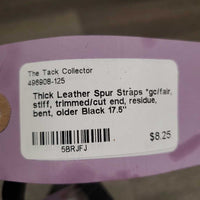 The Tack Collector
496908-125
Thick Leather Spur Straps *gc/fair,
stiff, trimmed/cut end, residue,
bent, older Black 17.5"
$8.25
5BRJFJ